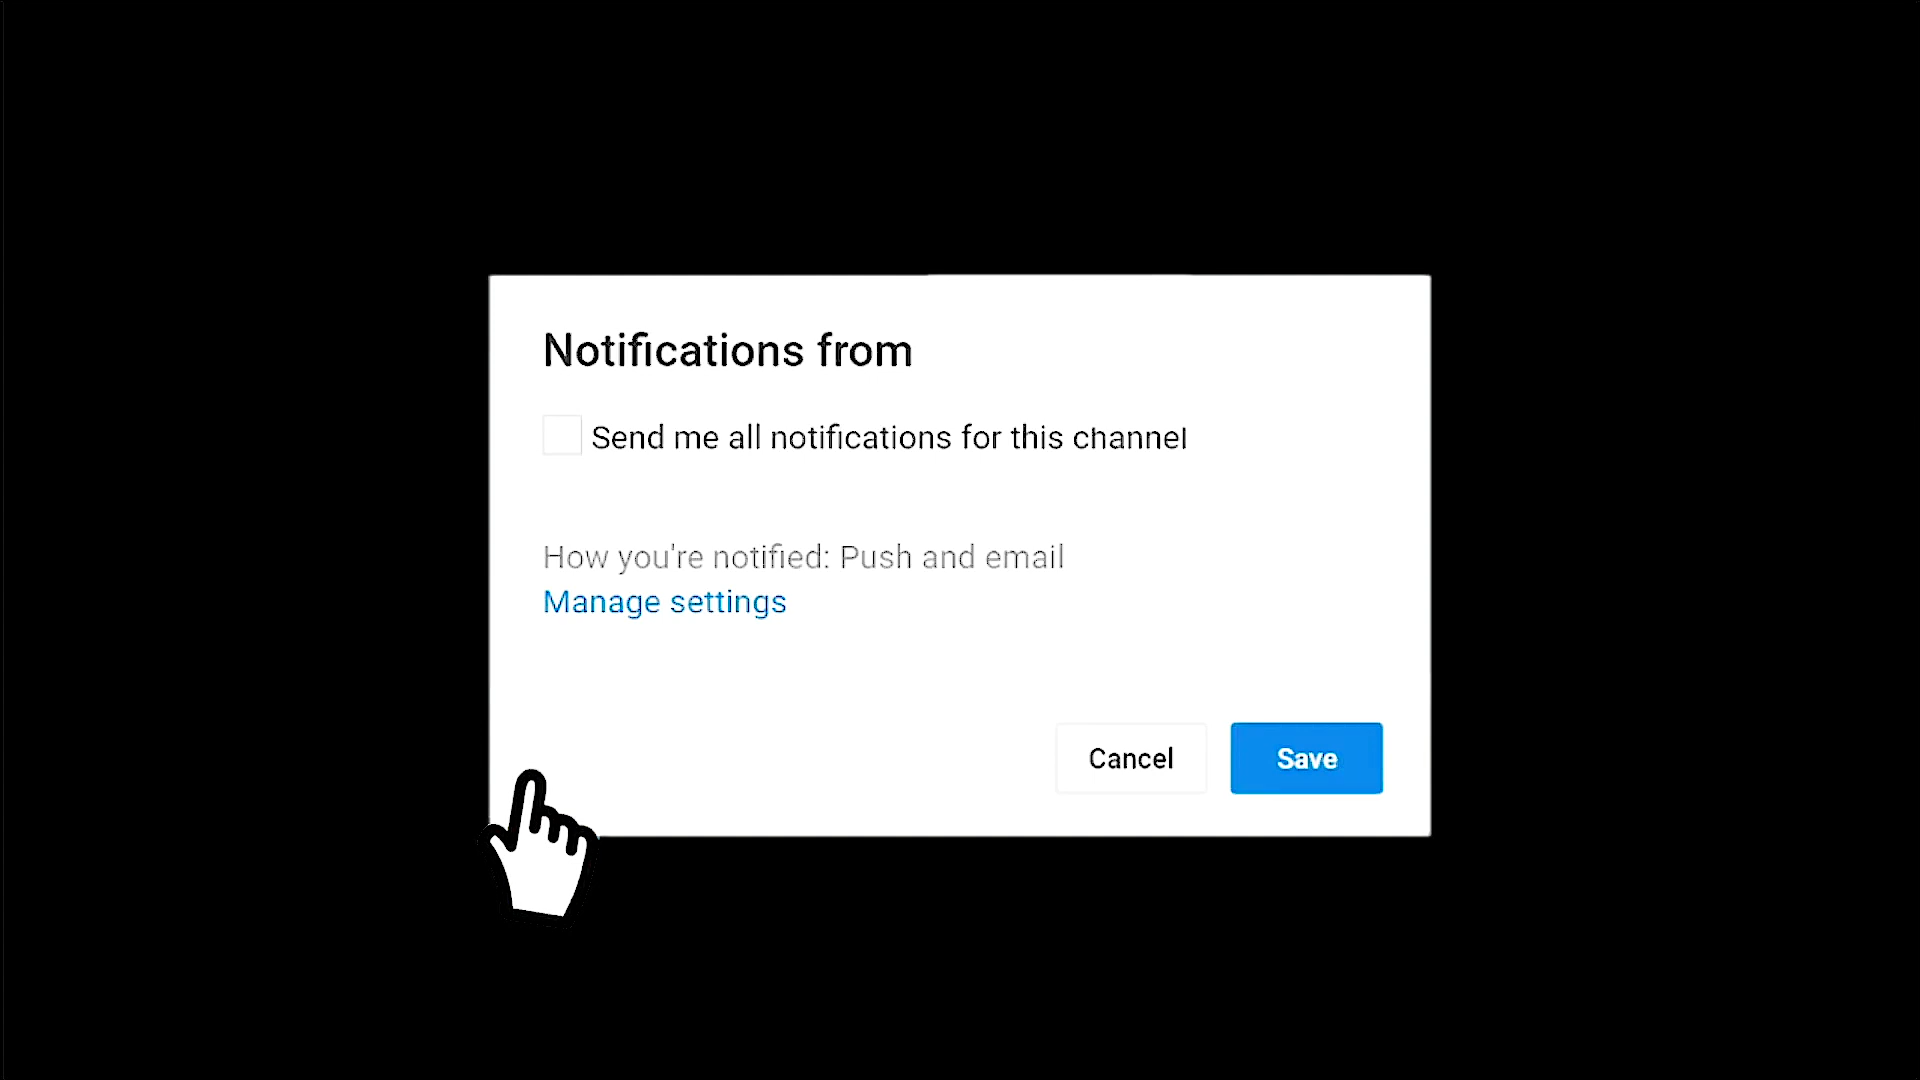 Notifications from
Send me all notifications for this channel
How you're notified: Push and email
Manage settings
Cancel
Save